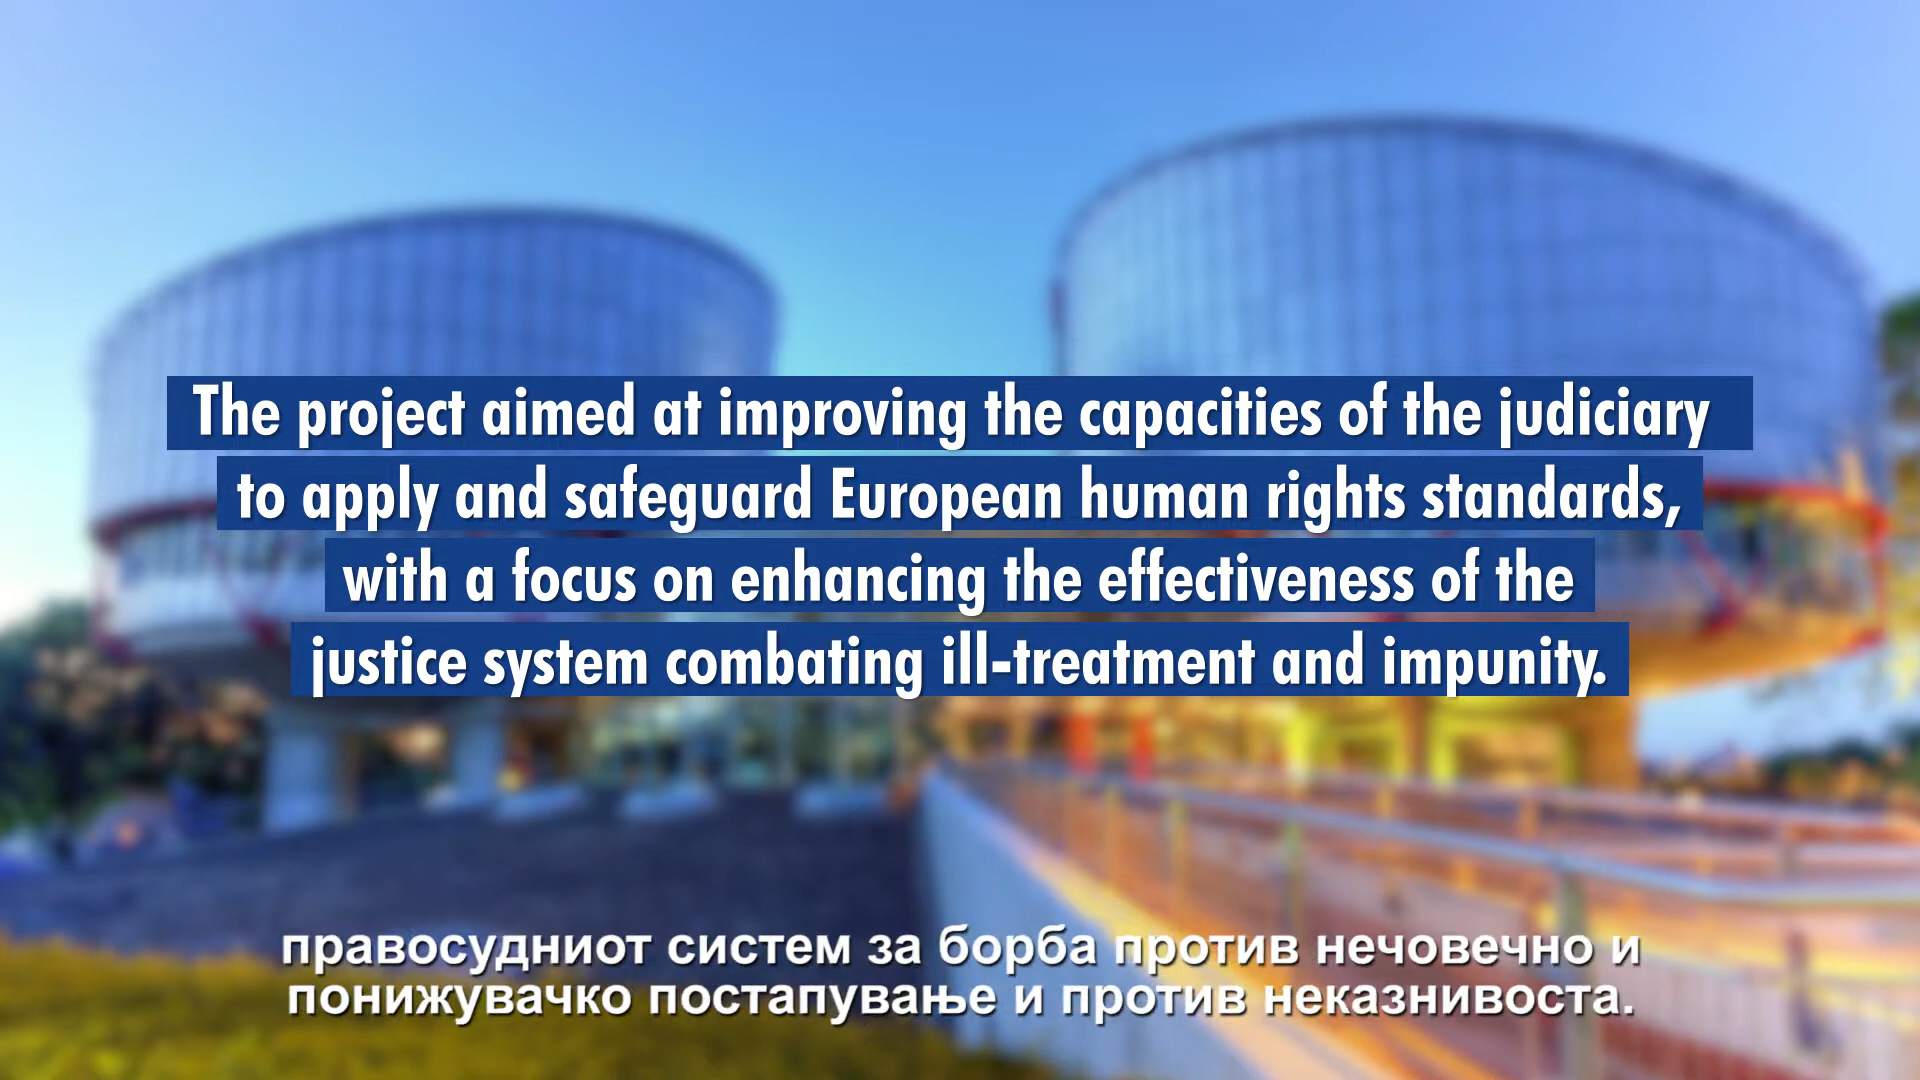 The project aimed at improving the capacities of the judiciary
to apply and safeguard European human rights standards,
with a focus on enhancing the effectiveness of the
justice system combating ill-treatment and impunity.
правосудниот систем за борба против нечовечно и
понижувачко постапување и против неказнивоста.